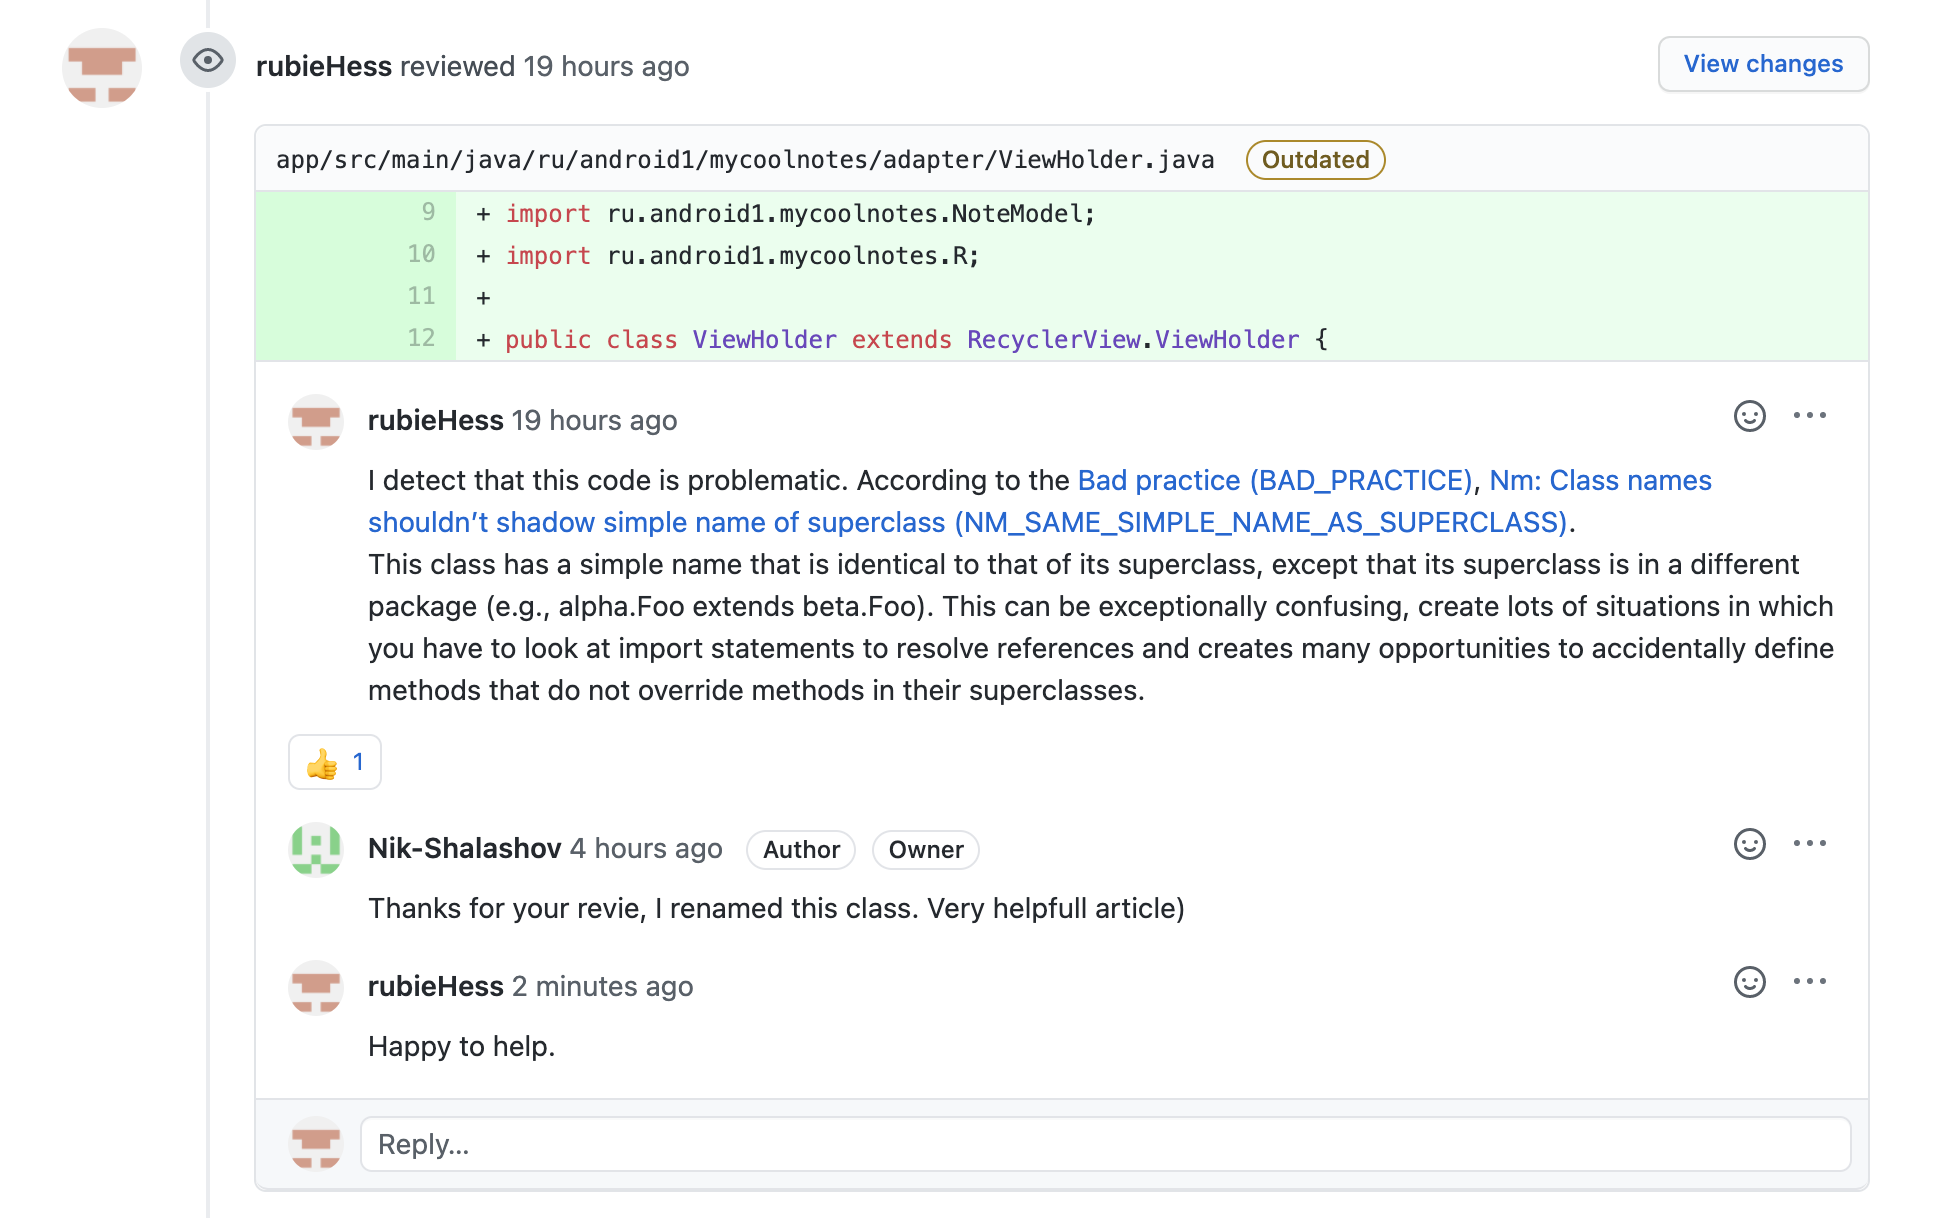 rubieHess reviewed 19 hours ago
View changes
app/src/main/java/ru/android1/mycoolnotes/adapter/ViewHolder.java Outdated
9 + import ru.android1.mycoolnotes.NoteModel;
10 + import ru.android1.mycoolnotes.R;
11 +
12 + public class ViewHolder extends RecyclerView.ViewHolder {
rubieHess 19 hours ago
I detect that this code is problematic. According to the Bad practice (BAD_PRACTICE), Nm: Class names
shouldn’t shadow simple name of superclass (NM_SAME_SIMPLE_NAME_AS_SUPERCLASS).
This class has a simple name that is identical to that of its superclass, except that its superclass is in a different
package (e.g., alpha.Foo extends beta.Foo). This can be exceptionally confusing, create lots of situations in which
you have to look at import statements to resolve references and creates many opportunities to accidentally define
methods that do not override methods in their superclasses.
👍 1
Nik-Shalashov 4 hours ago Author Owner
Thanks for your revie, I renamed this class. Very helpfull article)
rubieHess 2 minutes ago
Happy to help.
Reply...